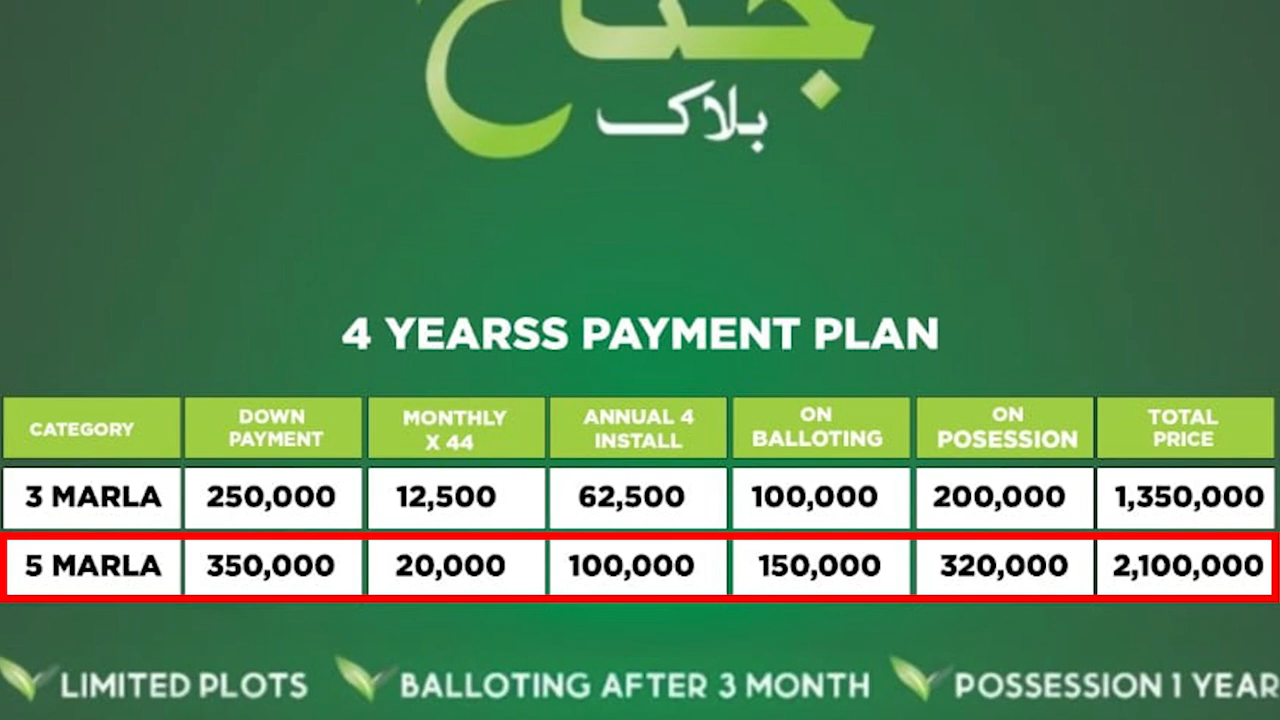 جناح
بلاک
4 YEARSS PAYMENT PLAN
CATEGORY DOWN PAYMENT MONTHLY X 44 ANNUAL 4 INSTALL ON BALLOTING ON POSESSION TOTAL PRICE
3 MARLA 250,000 12,500 62,500 100,000 200,000 1,350,000
5 MARLA 350,000 20,000 100,000 150,000 320,000 2,100,000
LIMITED PLOTS BALLOTING AFTER 3 MONTH POSSESSION 1 YEAR